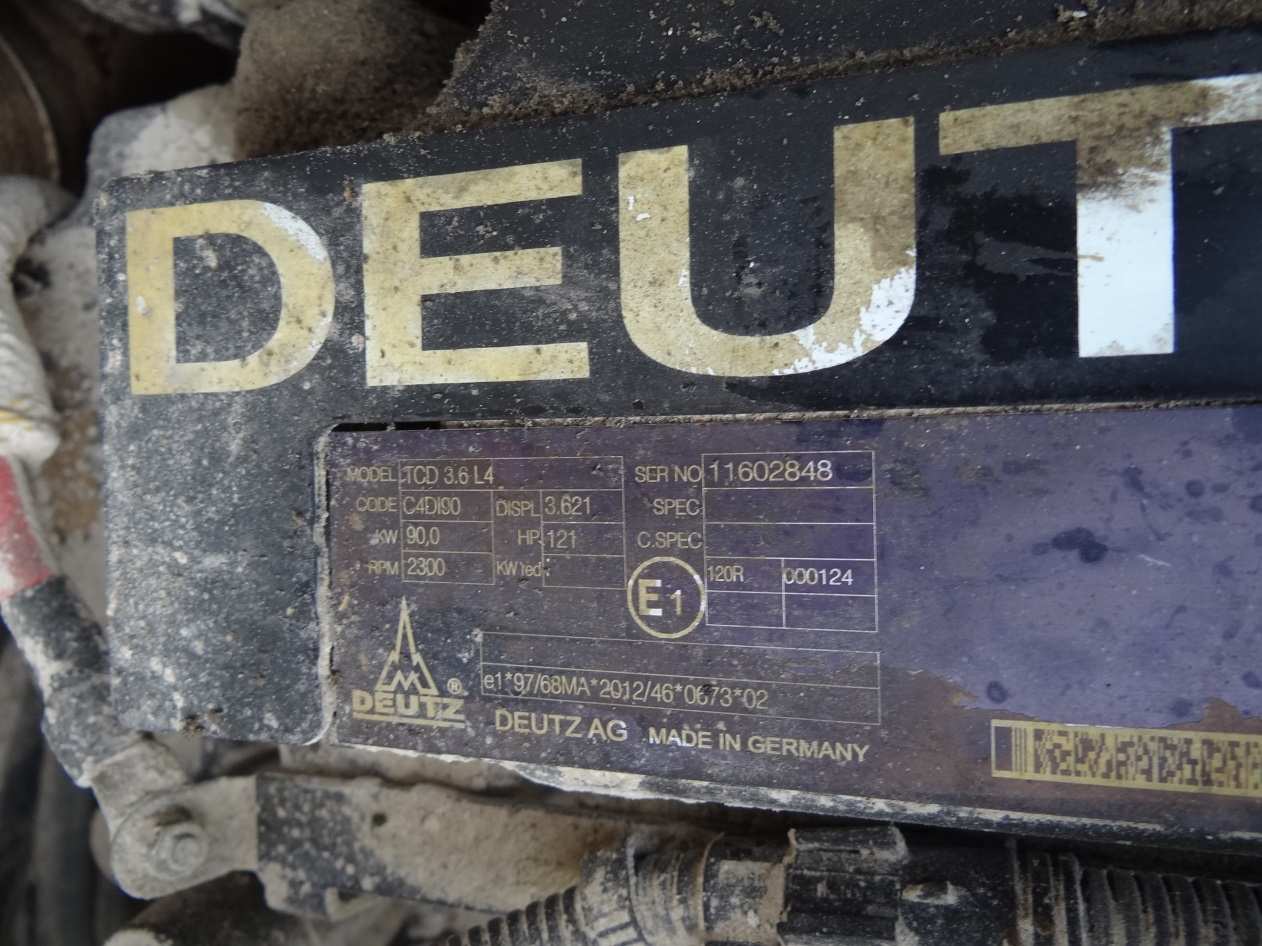 DEUT
MODEL TCD 3.6 L4 SER NO 11602848
CODE C4DI90 DISPL 3.621 SPEC
KW 90,0 HP 121 C.SPEC
RPM 2300 KW red : E1 120R 000124
e1*97/68MA*2012/46*0673*02
DEUTZ ®
DEUTZ AG MADE IN GERMANY